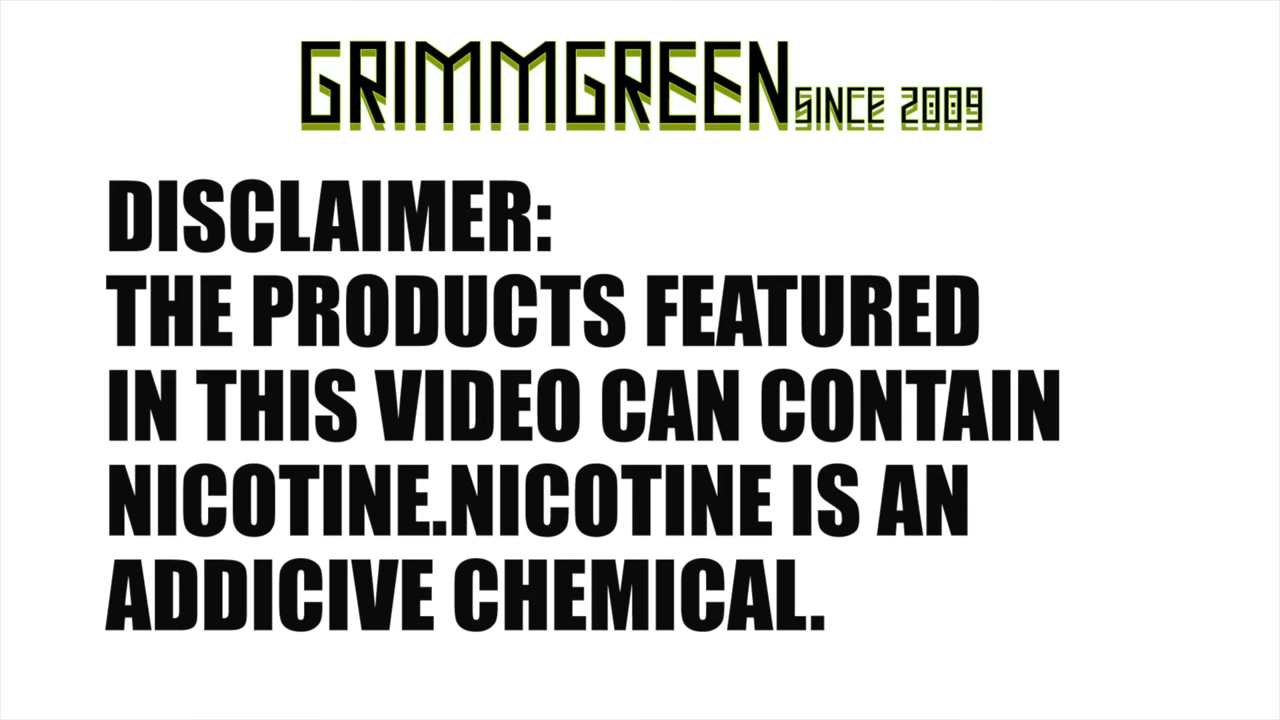 GRIMMGREEN SINCE 2009
DISCLAIMER:
THE PRODUCTS FEATURED
IN THIS VIDEO CAN CONTAIN
NICOTINE.NICOTINE IS AN
ADDICIVE CHEMICAL.